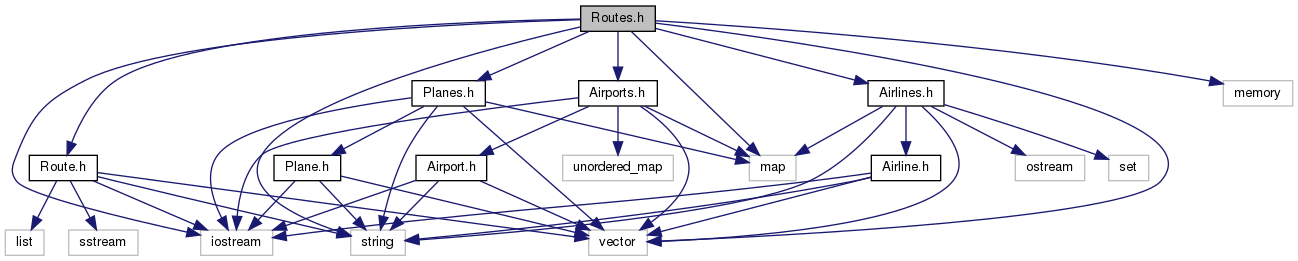 Routes.h
Planes.h
Airports.h
Airlines.h
memory
Route.h
Plane.h
Airport.h
unordered_map
map
Airline.h
ostream
set
list
sstream
iostream
string
vector